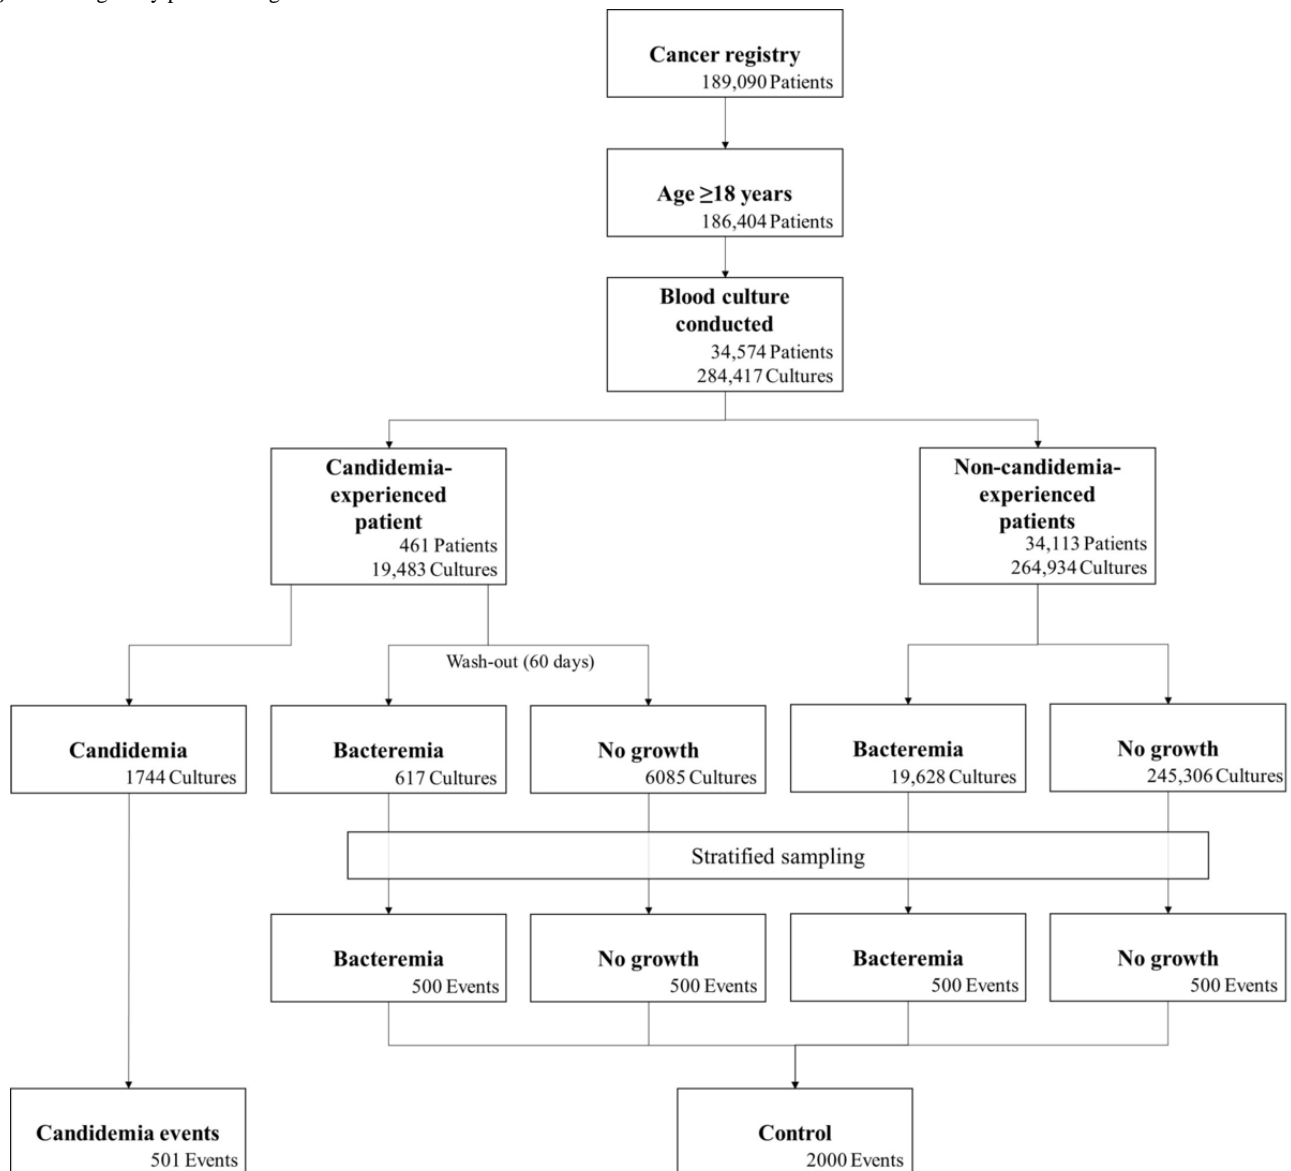 Cancer registry
189,090 Patients
Age ≥18 years
186,404 Patients
Blood culture
conducted
34,574 Patients
284,417 Cultures
Candidemia-
experienced
patient
461 Patients
19,483 Cultures
Non-candidemia-
experienced
patients
34,113 Patients
264,934 Cultures
Wash-out (60 days)
Candidemia
1744 Cultures
Bacteremia
617 Cultures
No growth
6085 Cultures
Bacteremia
19,628 Cultures
No growth
245,306 Cultures
Stratified sampling
Bacteremia
500 Events
No growth
500 Events
Bacteremia
500 Events
No growth
500 Events
Candidemia events
501 Events
Control
2000 Events